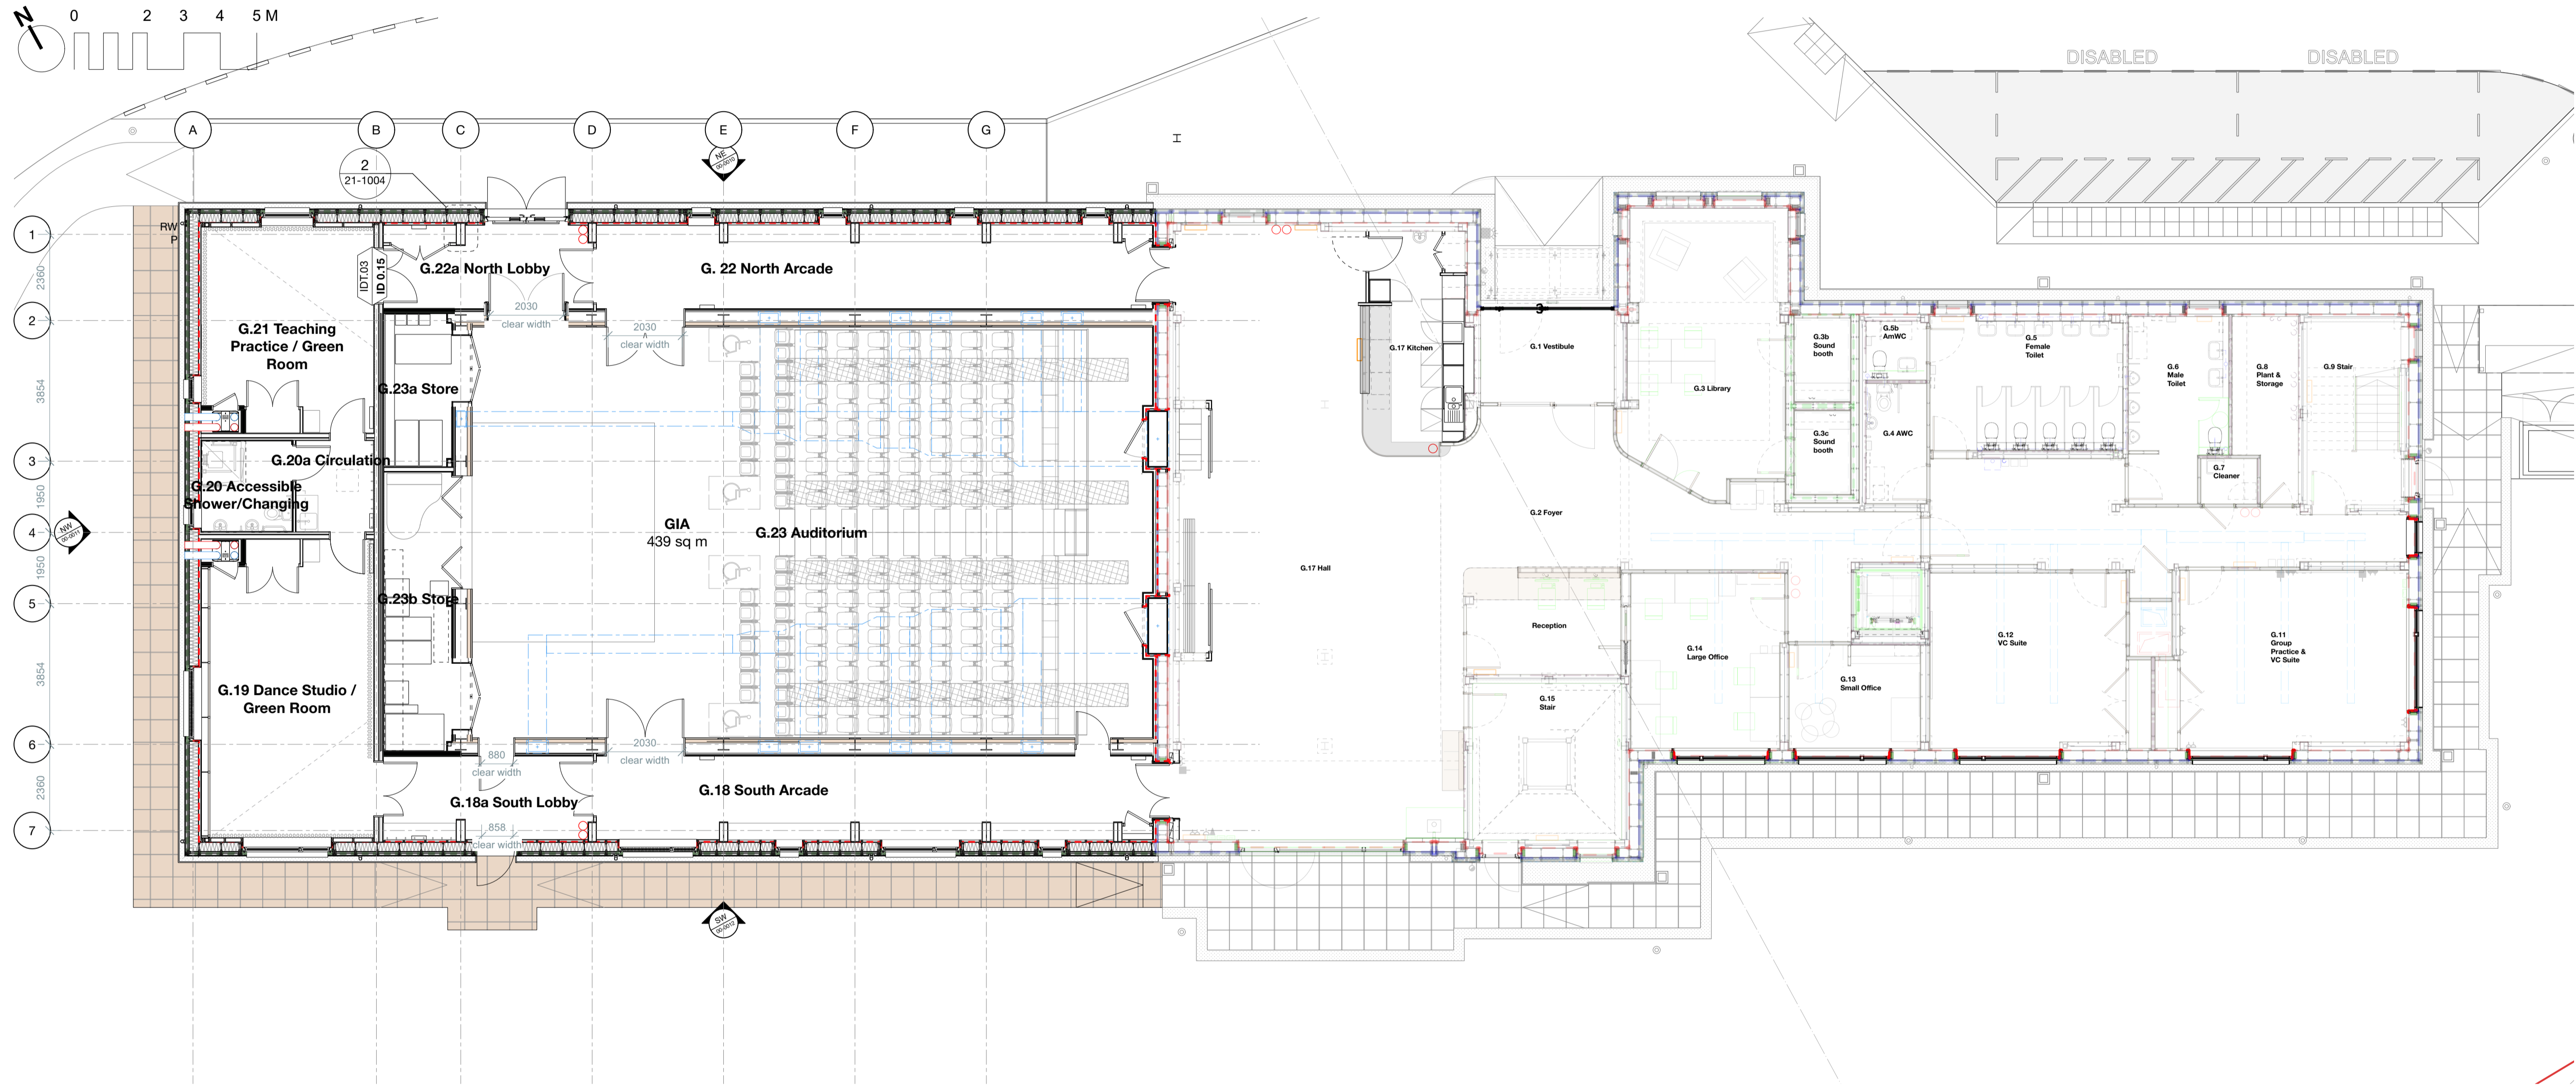 N
0 2 3 4 5 M
DISABLED DISABLED
A B C D E F G
2
21-1004
NE
00-0010
RW
P
1
2360
2
3854
3
1950
4
1950
5
3854
6
2360
7
NW
00-0011
IDT.03
ID 0.15
G.22a North Lobby
G. 22 North Arcade
2030
clear width
2030
A
clear width
G.21 Teaching
Practice / Green
Room
G.23a Store
G.20a Circulation
G.20 Accessible
Shower/Changing
GIA
439 sq m
G.23 Auditorium
G.23b Store
G.19 Dance Studio /
Green Room
880
clear width
2030
clear width
G.18a South Lobby
G.18 South Arcade
858
clear width
SW
00-0012
G.17 Kitchen
3
G.1 Vestibule
G.3 Library
G.3b
Sound
booth
G.3c
Sound
booth
G.5b
AmWC
G.4 AWC
G.5
Female
Toilet
G.6
Male
Toilet
G.8
Plant &
Storage
G.9 Stair
G.7
Cleaner
G.2 Foyer
G.17 Hall
Reception
G.15
Stair
G.14
Large Office
G.13
Small Office
G.12
VC Suite
G.11
Group
Practice &
VC Suite